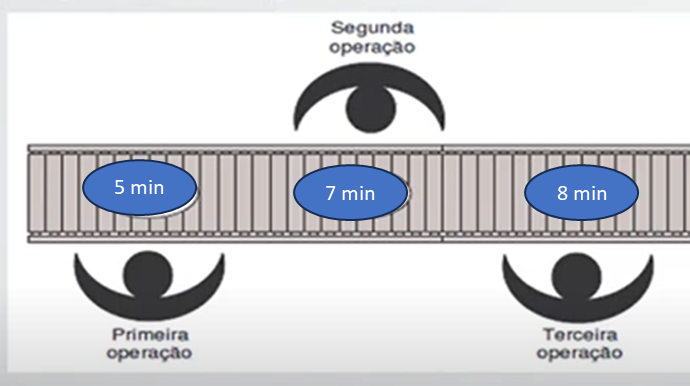 Segunda
operação
5 min
7 min
8 min
Primeira
operação
Terceira
operação